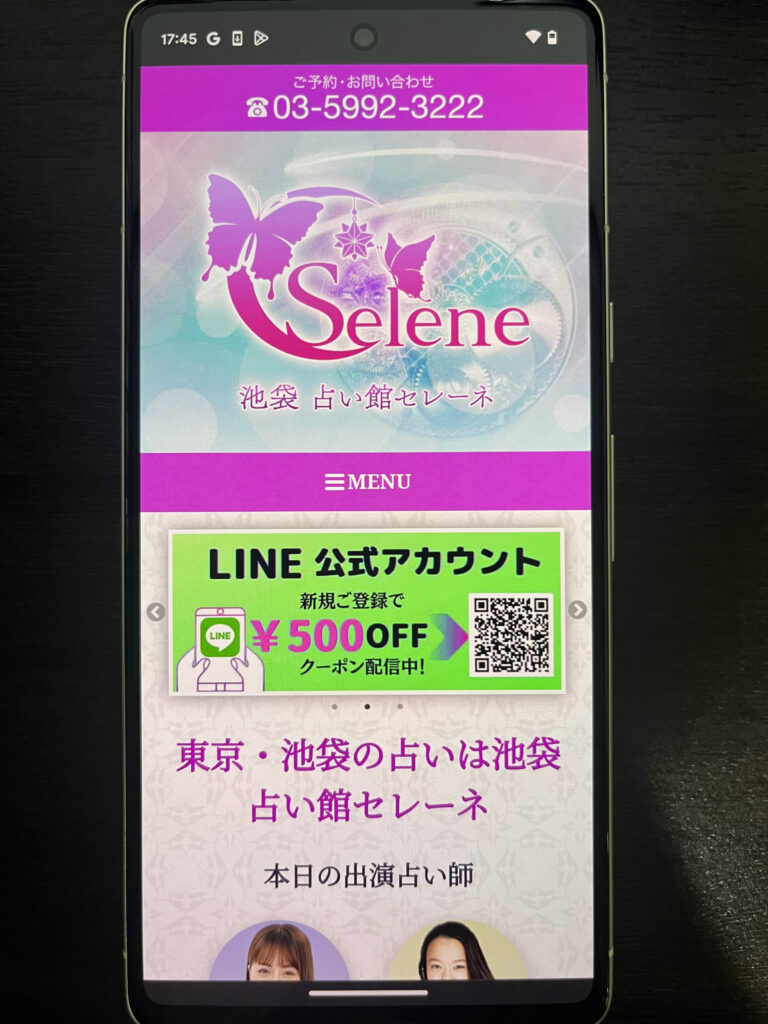 17:45
ご予約・お問い合わせ
☎03-5992-3222
Selene
池袋 占い館セレーネ
MENU
LINE 公式アカウント
新規ご登録で
LINE
¥500OFF
クーポン配信中!
東京・池袋の占いは池袋
占い館セレーネ
本日の出演占い師